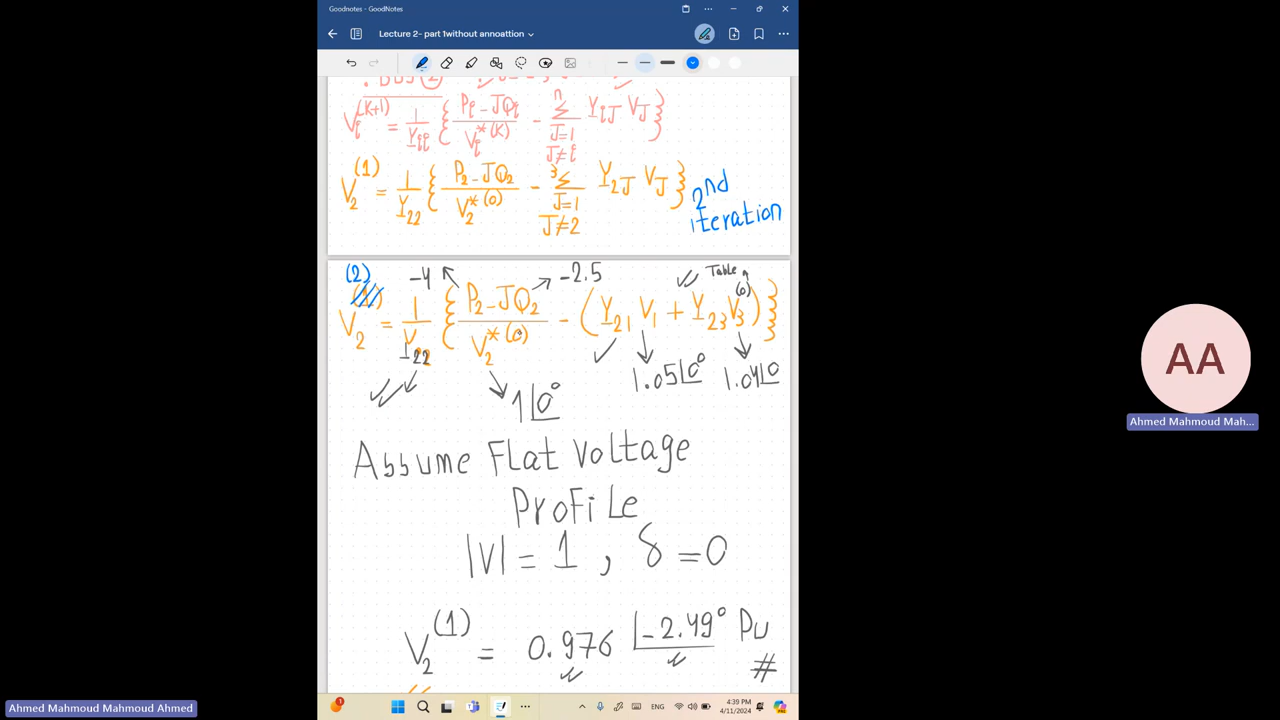 Goodnotes - GoodNotes
Lecture 2- part 1without annoattion
V_i^(K+1) = 1/Y_ii { P_i - JQ_i / V_i^*(K) - Σ_{J=1, J≠i}^{n} Y_iJ V_J }
V_2^(1) = 1/Y_22 { P_2 - JQ_2 / V_2^*(0) - Σ_{J=1, J≠2}^{3} Y_2J V_J }
2nd
iteration
(2) -4 -2.5 Table
V_2^(1) = 1/Y_22 { P_2 - JQ_2 / V_2^*(0) - ( Y_21 V_1 + Y_23 V_3^(0) ) }
1∠0° 1.05∠0° 1.04∠0
Assume Flat Voltage
Profile
|V| = 1 , δ = 0
V_2^(1) = 0.976 ∠-2.49° Pu
#
AA
Ahmed Mahmoud Mah...
Ahmed Mahmoud Mahmoud Ahmed
ENG
4:39 PM
4/11/2024